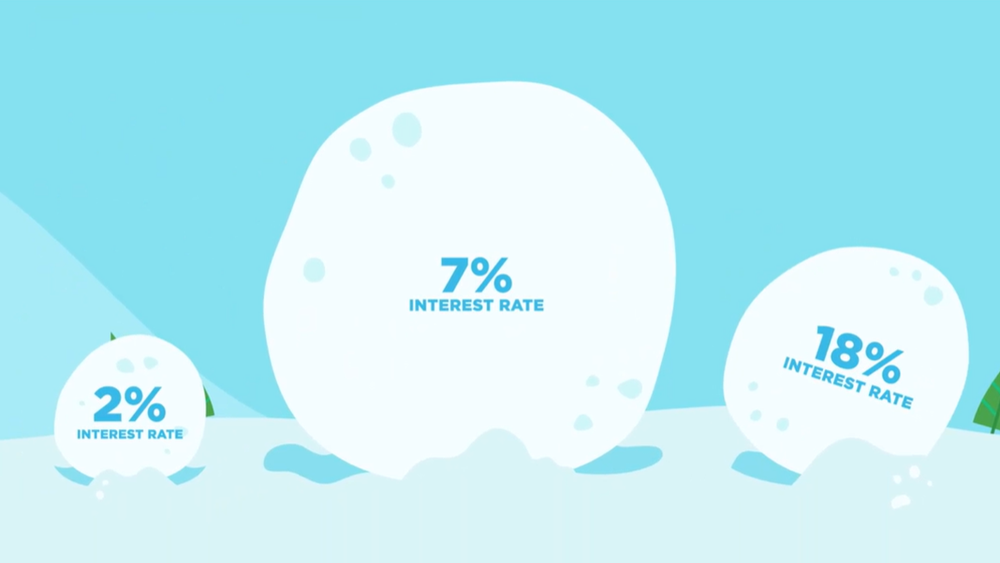 2%
INTEREST RATE
7%
INTEREST RATE
18%
INTEREST RATE